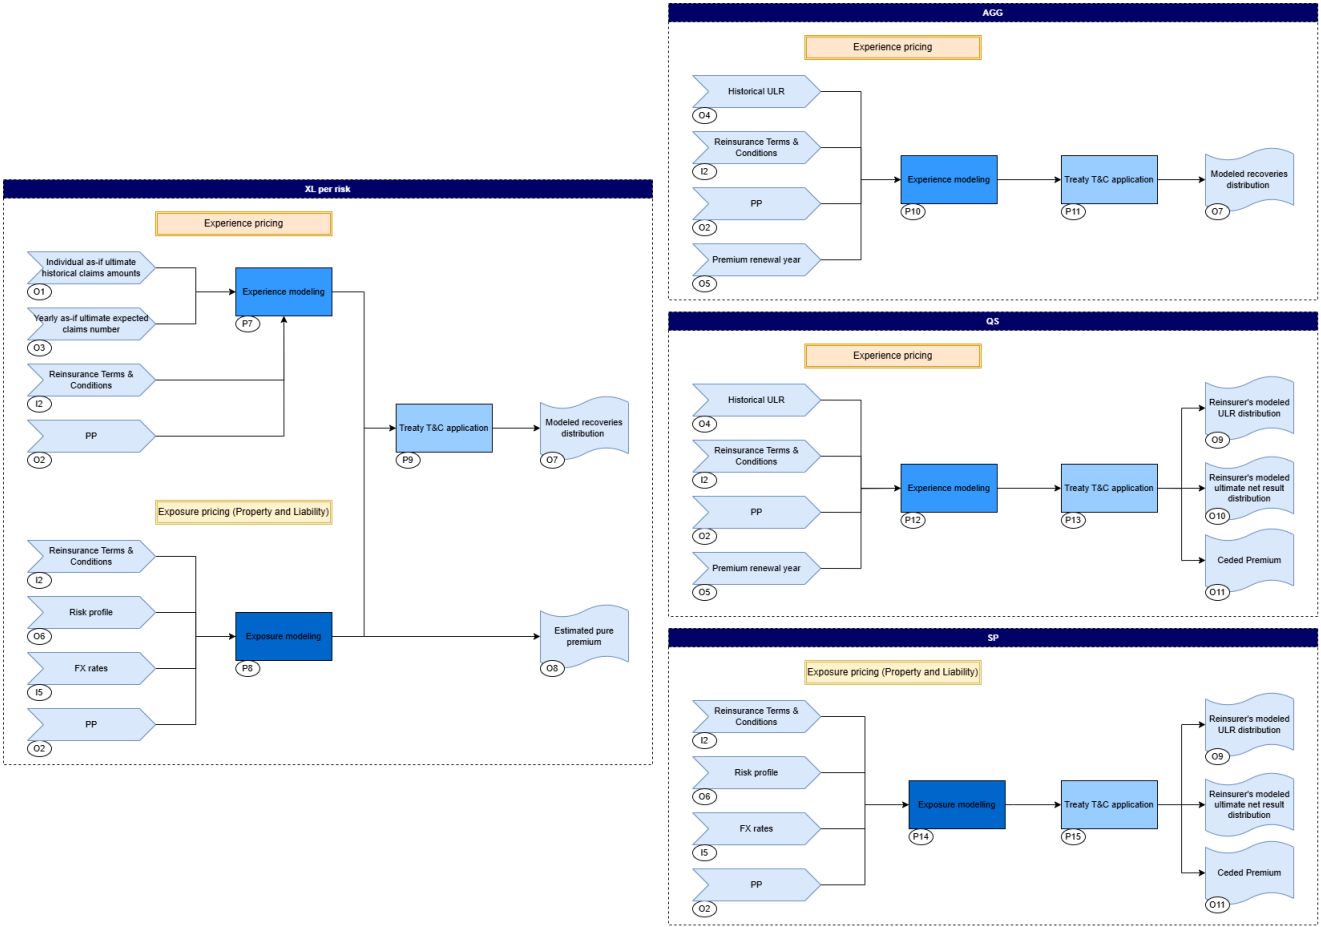 XL per risk
Experience pricing
Individual as-if ultimate
historical claims amounts
O1
Yearly as-if ultimate expected
claims number
O3
Reinsurance Terms &
Conditions
I2
PP
O2
Experience modeling
P7
Treaty T&C application
P9
Modeled recoveries
distribution
O7
Exposure pricing (Property and Liability)
Reinsurance Terms &
Conditions
I2
Risk profile
O6
FX rates
I5
PP
O2
Exposure modeling
P8
Estimated pure
premium
O8
AGG
Experience pricing
Historical ULR
O4
Reinsurance Terms &
Conditions
I2
PP
O2
Premium renewal year
O5
Experience modeling
P10
Treaty T&C application
P11
Modeled recoveries
distribution
O7
QS
Experience pricing
Historical ULR
O4
Reinsurance Terms &
Conditions
I2
PP
O2
Premium renewal year
O5
Experience modeling
P12
Treaty T&C application
P13
Reinsurer's modeled
ULR distribution
O9
Reinsurer's modeled
ultimate net result
distribution
O10
Ceded Premium
O11
SP
Exposure pricing (Property and Liability)
Reinsurance Terms &
Conditions
I2
Risk profile
O6
FX rates
I5
PP
O2
Exposure modelling
P14
Treaty T&C application
P15
Reinsurer's modeled
ULR distribution
O9
Reinsurer's modeled
ultimate net result
distribution
Ceded Premium
O11